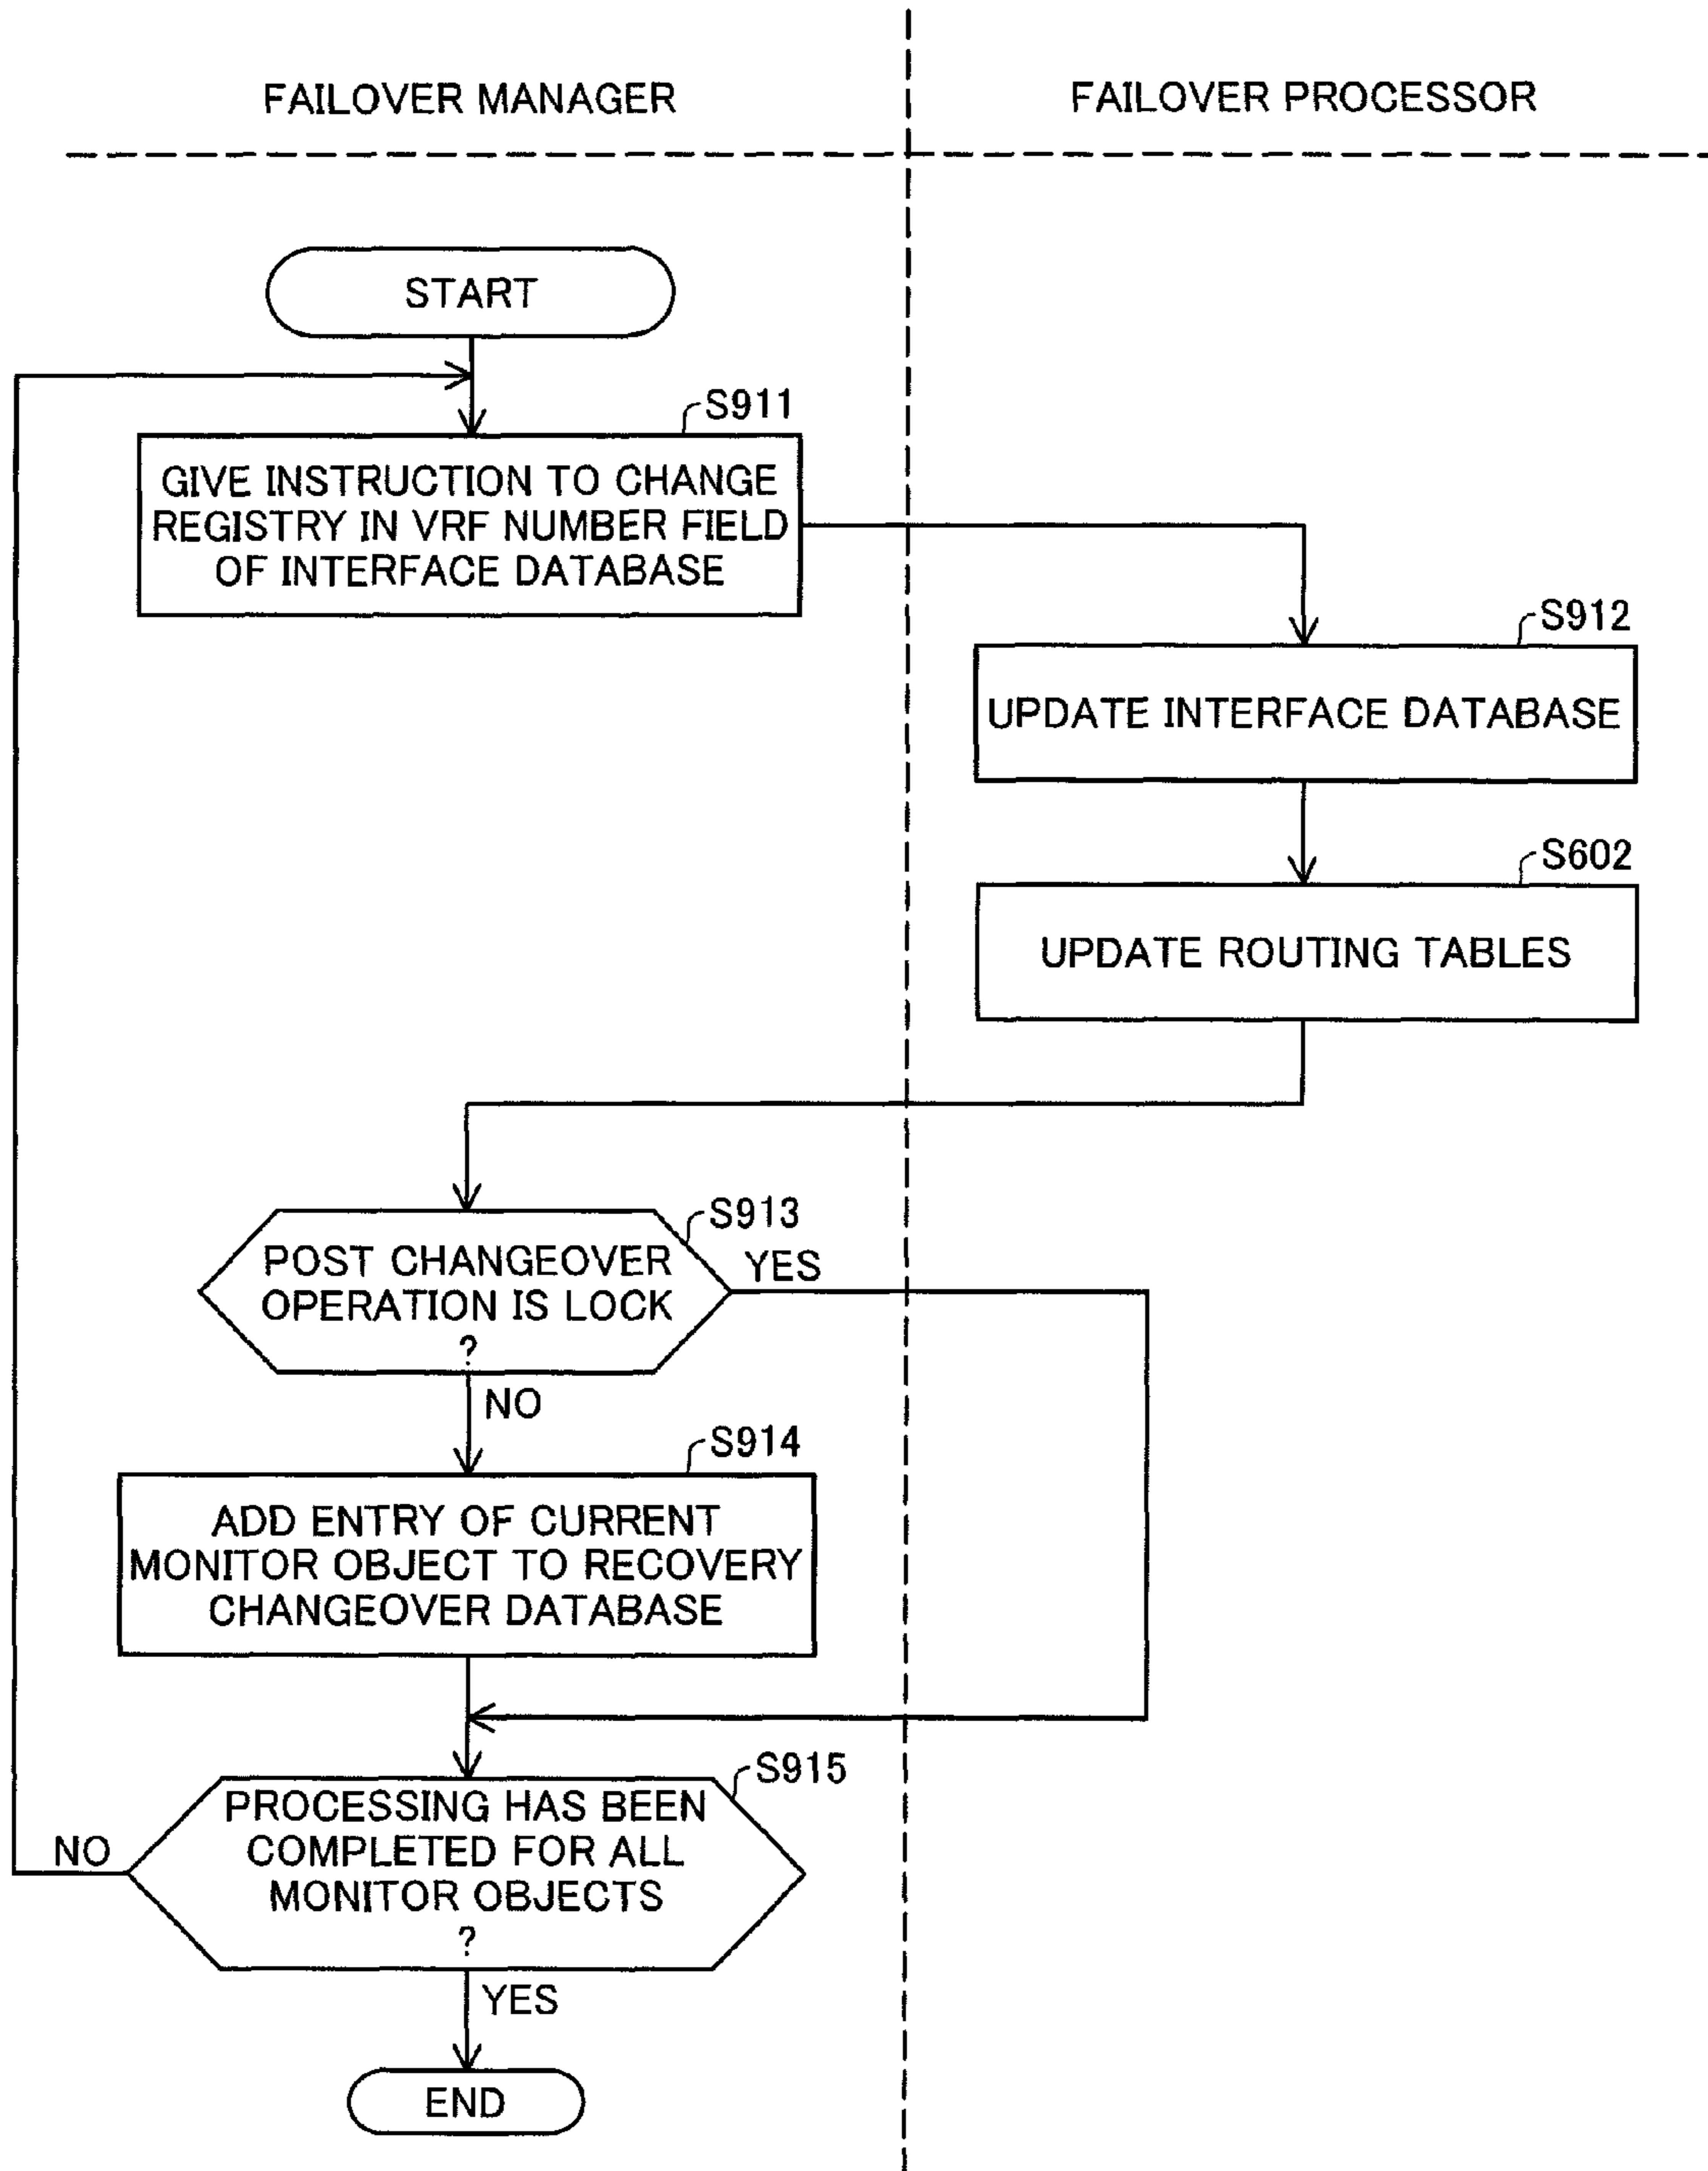 FAILOVER MANAGER
FAILOVER PROCESSOR
START
S911
GIVE INSTRUCTION TO CHANGE
REGISTRY IN VRF NUMBER FIELD
OF INTERFACE DATABASE
S912
UPDATE INTERFACE DATABASE
S602
UPDATE ROUTING TABLES
S913
POST CHANGEOVER
OPERATION IS LOCK
?
YES
NO
S914
ADD ENTRY OF CURRENT
MONITOR OBJECT TO RECOVERY
CHANGEOVER DATABASE
S915
PROCESSING HAS BEEN
COMPLETED FOR ALL
MONITOR OBJECTS
?
NO
YES
END